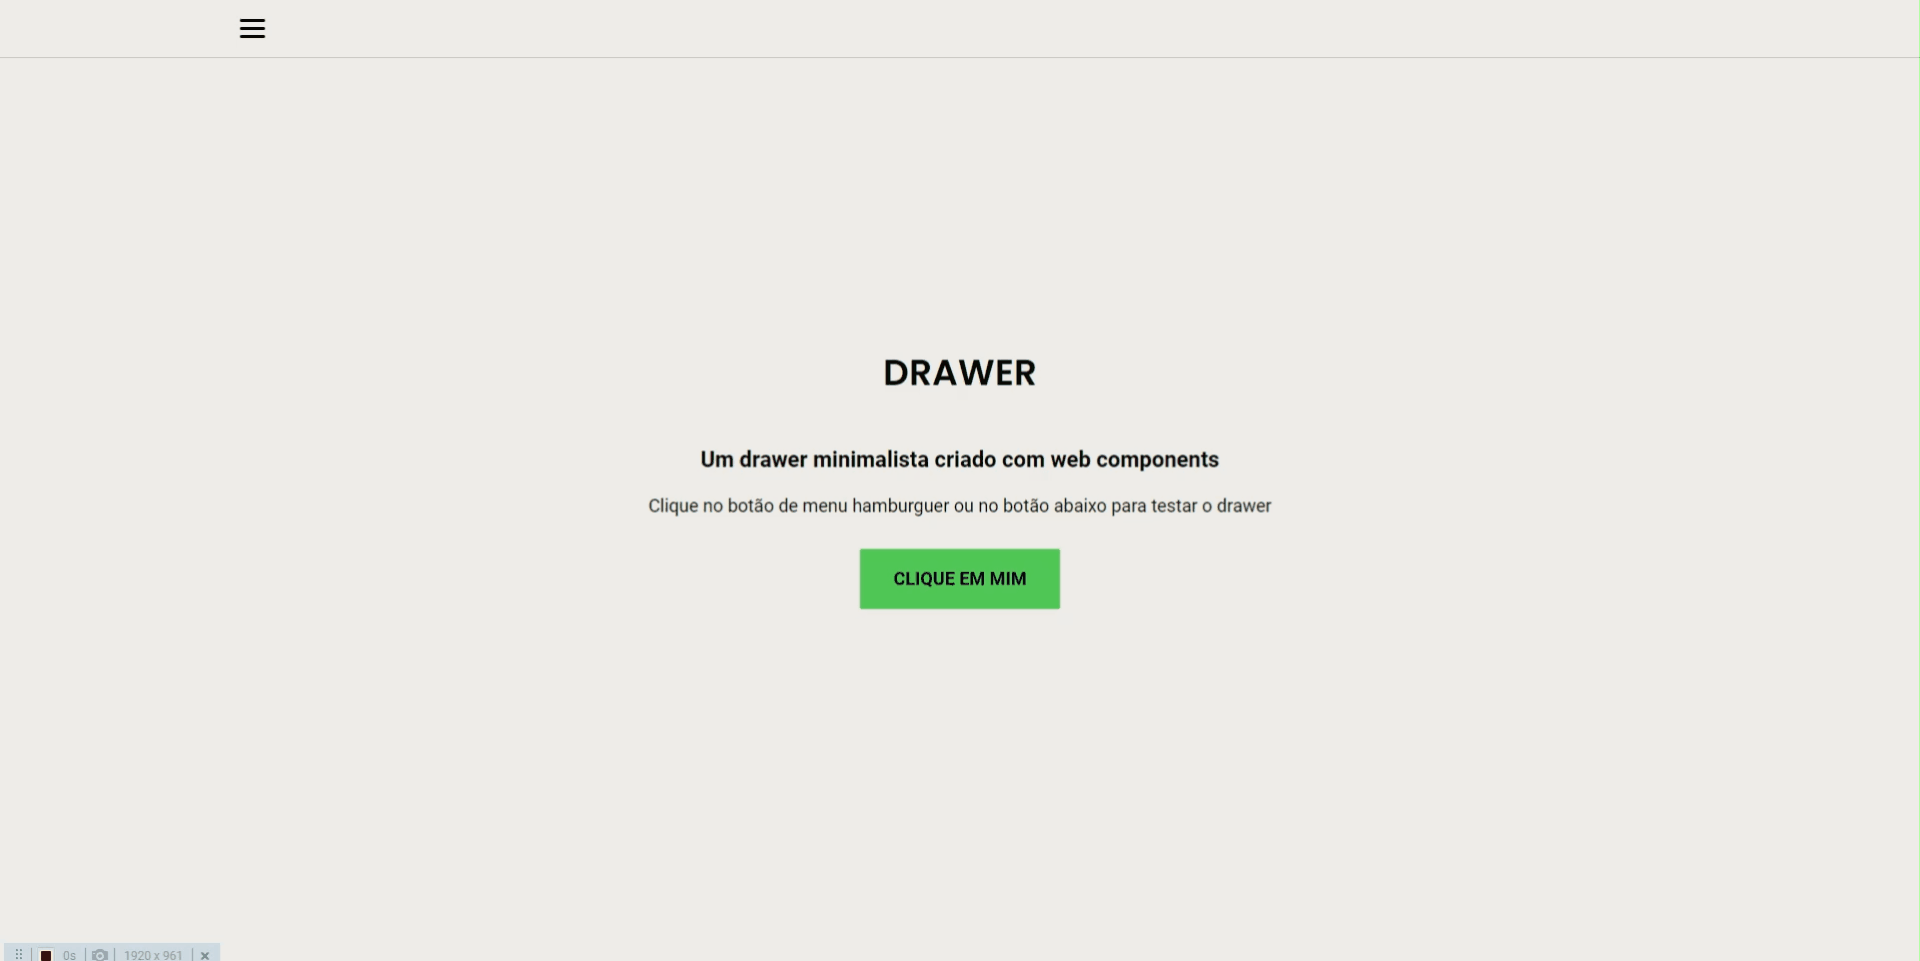 DRAWER
Um drawer minimalista criado com web components
Clique no botão de menu hamburguer ou no botão abaixo para testar o drawer
CLIQUE EM MIM
0s 1920 x 961